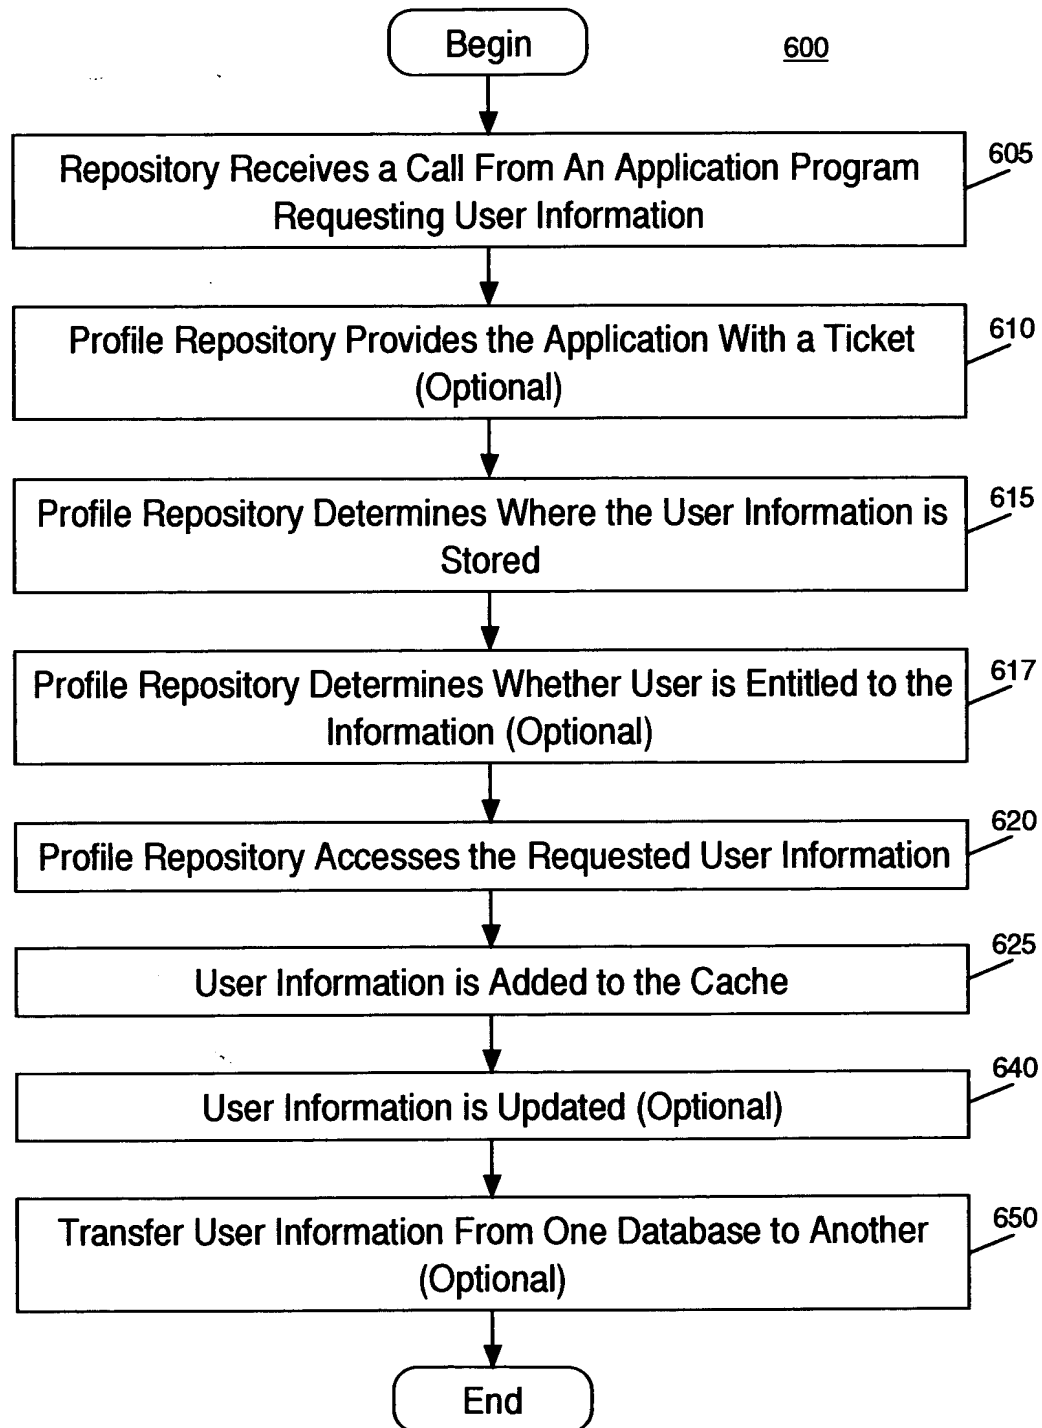 Begin
600
Repository Receives a Call From An Application Program
Requesting User Information
605
Profile Repository Provides the Application With a Ticket
(Optional)
610
Profile Repository Determines Where the User Information is
Stored
615
Profile Repository Determines Whether User is Entitled to the
Information (Optional)
617
Profile Repository Accesses the Requested User Information
620
User Information is Added to the Cache
625
User Information is Updated (Optional)
640
Transfer User Information From One Database to Another
(Optional)
650
End